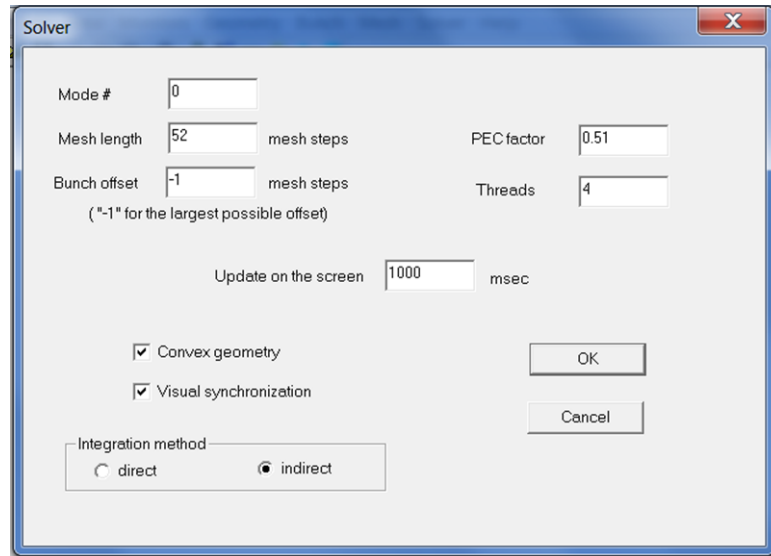 Solver
Mode # 0
Mesh length 52 mesh steps PEC factor 0.51
Bunch offset -1 mesh steps Threads 4
( "-1" for the largest possible offset)
Update on the screen 1000 msec
Convex geometry OK
Visual synchronization
Cancel
Integration method
direct indirect